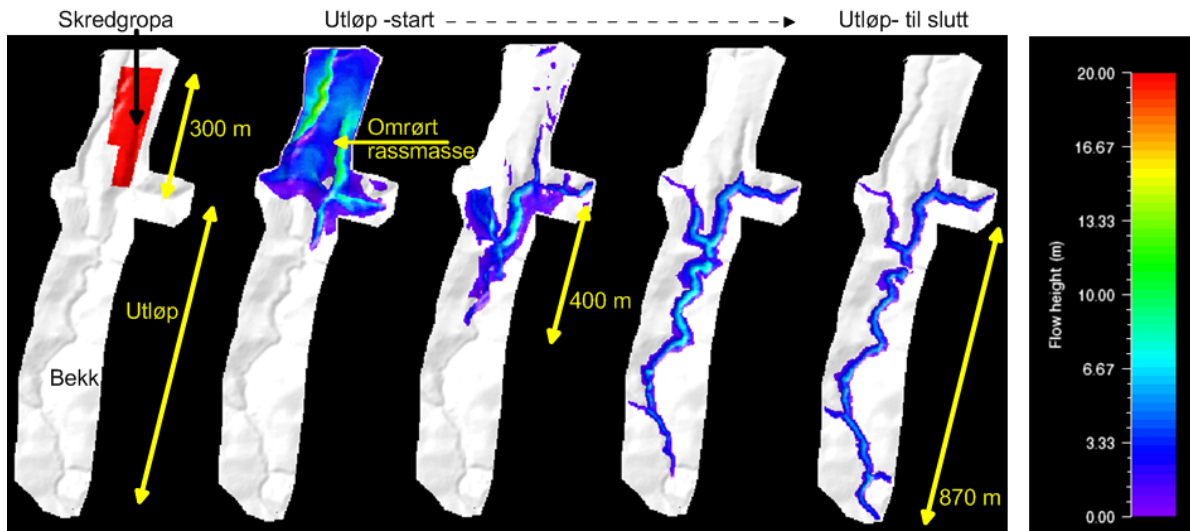 Skredgropa
Utløp -start
Utløp- til slutt
300 m
Omrørt
rassmasse
Utløp
Bekk
400 m
870 m
20.00
16.67
13.33
10.00
6.67
3.33
0.00
Flow height (m)